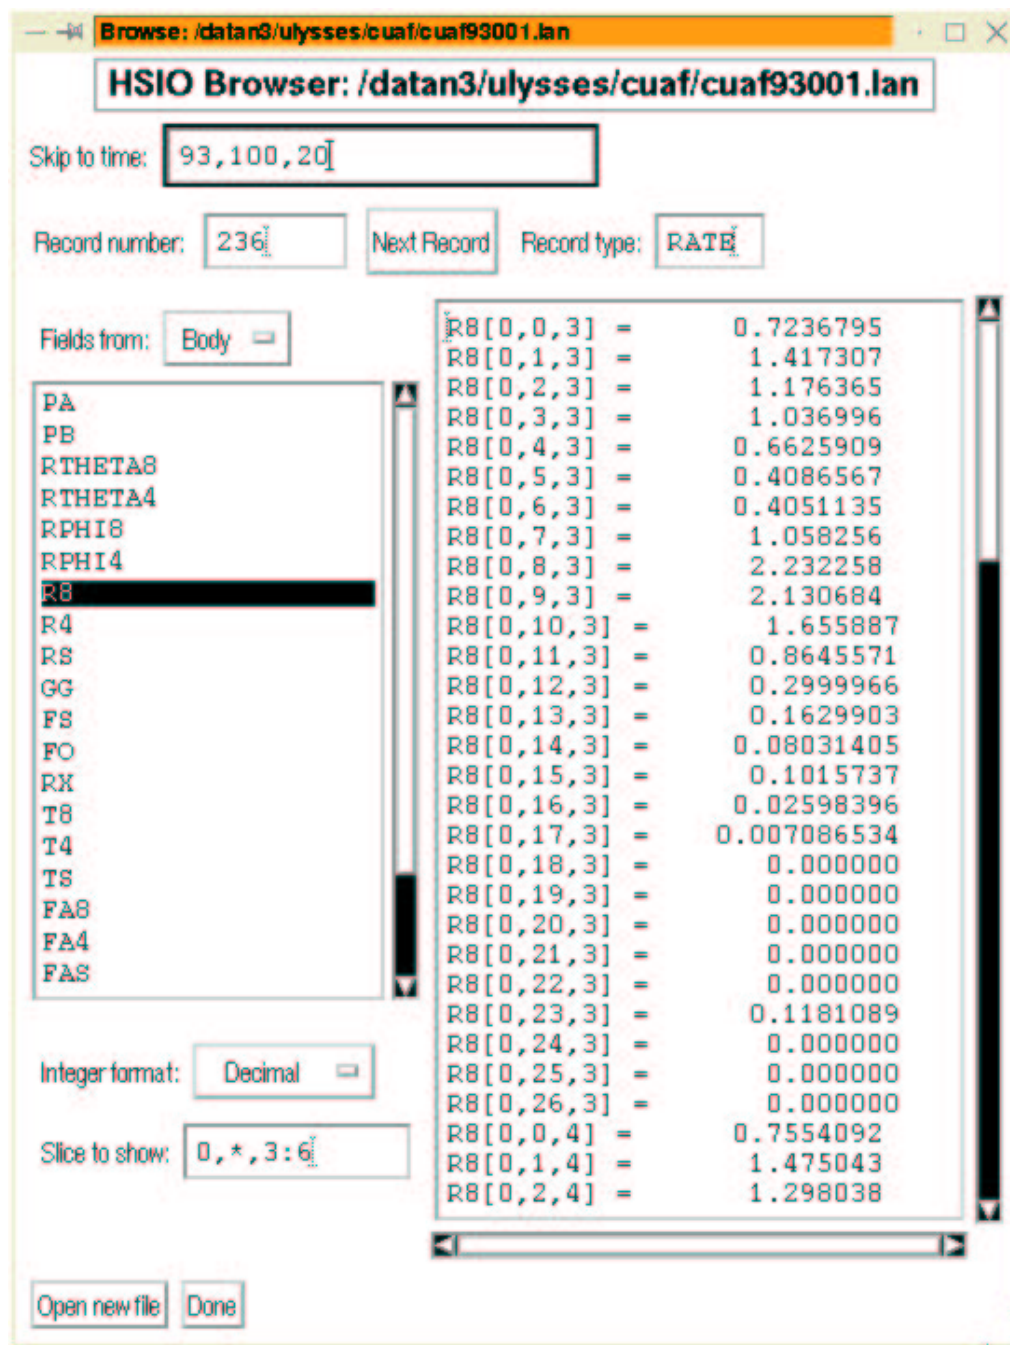 Browse: /datan3/ulysses/cuaf/cuaf93001.lan
HSIO Browser: /datan3/ulysses/cuaf/cuaf93001.lan
Skip to time: 93,100,20
Record number: 236 Next Record Record type: RATE
Fields from: Body
PA
PB
RTHETA8
RTHETA4
RPHI8
RPHI4
R8
R4
RS
GG
FS
FO
RX
T8
T4
TS
FA8
FA4
FAS
Integer format: Decimal
Slice to show: 0,*,3:6
R8[0,0,3] = 0.7236795
R8[0,1,3] = 1.417307
R8[0,2,3] = 1.176365
R8[0,3,3] = 1.036996
R8[0,4,3] = 0.6625909
R8[0,5,3] = 0.4086567
R8[0,6,3] = 0.4051135
R8[0,7,3] = 1.058256
R8[0,8,3] = 2.232258
R8[0,9,3] = 2.130684
R8[0,10,3] = 1.655887
R8[0,11,3] = 0.8645571
R8[0,12,3] = 0.2999966
R8[0,13,3] = 0.1629903
R8[0,14,3] = 0.08031405
R8[0,15,3] = 0.1015737
R8[0,16,3] = 0.02598396
R8[0,17,3] = 0.007086534
R8[0,18,3] = 0.000000
R8[0,19,3] = 0.000000
R8[0,20,3] = 0.000000
R8[0,21,3] = 0.000000
R8[0,22,3] = 0.000000
R8[0,23,3] = 0.1181089
R8[0,24,3] = 0.000000
R8[0,25,3] = 0.000000
R8[0,26,3] = 0.000000
R8[0,0,4] = 0.7554092
R8[0,1,4] = 1.475043
R8[0,2,4] = 1.298038
Open new file Done